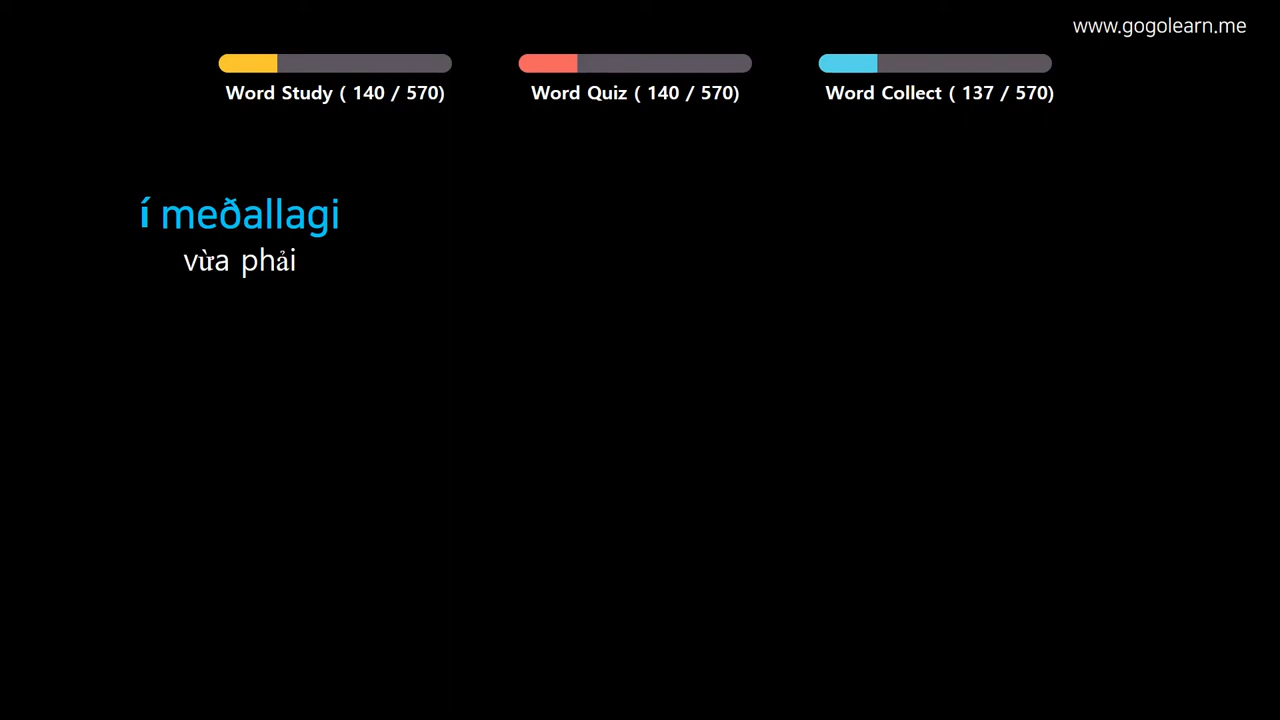 www.gogolearn.me
Word Study ( 140 / 570)
Word Quiz ( 140 / 570)
Word Collect ( 137 / 570)
í meðallagi
vừa phải